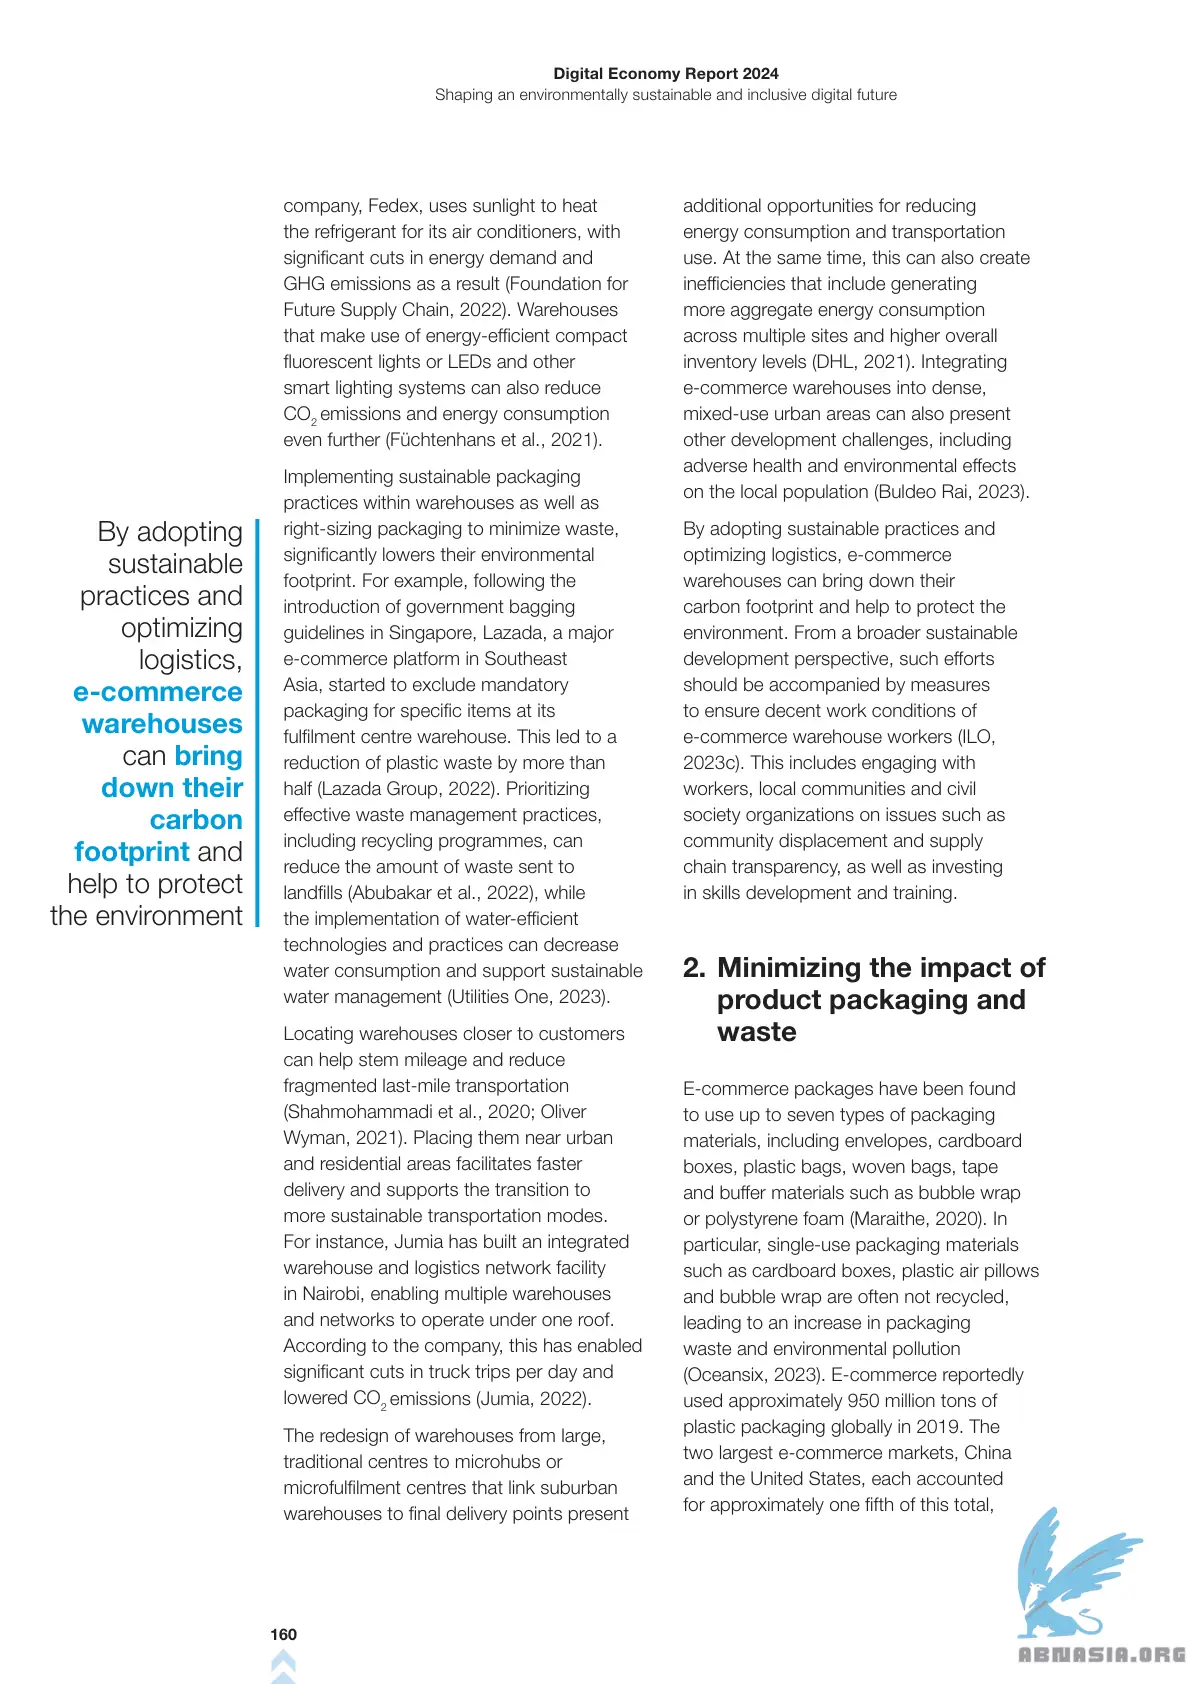 Digital Economy Report 2024
Shaping an environmentally sustainable and inclusive digital future
By adopting
sustainable
practices and
optimizing
logistics,
e-commerce
warehouses
can bring
down their
carbon
footprint and
help to protect
the environment
company, Fedex, uses sunlight to heat
the refrigerant for its air conditioners, with
significant cuts in energy demand and
GHG emissions as a result (Foundation for
Future Supply Chain, 2022). Warehouses
that make use of energy-efficient compact
fluorescent lights or LEDs and other
smart lighting systems can also reduce
CO2 emissions and energy consumption
even further (Füchtenhans et al., 2021).
Implementing sustainable packaging
practices within warehouses as well as
right-sizing packaging to minimize waste,
significantly lowers their environmental
footprint. For example, following the
introduction of government bagging
guidelines in Singapore, Lazada, a major
e-commerce platform in Southeast
Asia, started to exclude mandatory
packaging for specific items at its
fulfilment centre warehouse. This led to a
reduction of plastic waste by more than
half (Lazada Group, 2022). Prioritizing
effective waste management practices,
including recycling programmes, can
reduce the amount of waste sent to
landfills (Abubakar et al., 2022), while
the implementation of water-efficient
technologies and practices can decrease
water consumption and support sustainable
water management (Utilities One, 2023).
Locating warehouses closer to customers
can help stem mileage and reduce
fragmented last-mile transportation
(Shahmohammadi et al., 2020; Oliver
Wyman, 2021). Placing them near urban
and residential areas facilitates faster
delivery and supports the transition to
more sustainable transportation modes.
For instance, Jumia has built an integrated
warehouse and logistics network facility
in Nairobi, enabling multiple warehouses
and networks to operate under one roof.
According to the company, this has enabled
significant cuts in truck trips per day and
lowered CO2 emissions (Jumia, 2022).
The redesign of warehouses from large,
traditional centres to microhubs or
microfulfilment centres that link suburban
warehouses to final delivery points present
additional opportunities for reducing
energy consumption and transportation
use. At the same time, this can also create
inefficiencies that include generating
more aggregate energy consumption
across multiple sites and higher overall
inventory levels (DHL, 2021). Integrating
e-commerce warehouses into dense,
mixed-use urban areas can also present
other development challenges, including
adverse health and environmental effects
on the local population (Buldeo Rai, 2023).
By adopting sustainable practices and
optimizing logistics, e-commerce
warehouses can bring down their
carbon footprint and help to protect the
environment. From a broader sustainable
development perspective, such efforts
should be accompanied by measures
to ensure decent work conditions of
e-commerce warehouse workers (ILO,
2023c). This includes engaging with
workers, local communities and civil
society organizations on issues such as
community displacement and supply
chain transparency, as well as investing
in skills development and training.
2. Minimizing the impact of
product packaging and
waste
E-commerce packages have been found
to use up to seven types of packaging
materials, including envelopes, cardboard
boxes, plastic bags, woven bags, tape
and buffer materials such as bubble wrap
or polystyrene foam (Maraithe, 2020). In
particular, single-use packaging materials
such as cardboard boxes, plastic air pillows
and bubble wrap are often not recycled,
leading to an increase in packaging
waste and environmental pollution
(Oceansix, 2023). E-commerce reportedly
used approximately 950 million tons of
plastic packaging globally in 2019. The
two largest e-commerce markets, China
and the United States, each accounted
for approximately one fifth of this total,
160
ABNASIA.ORG